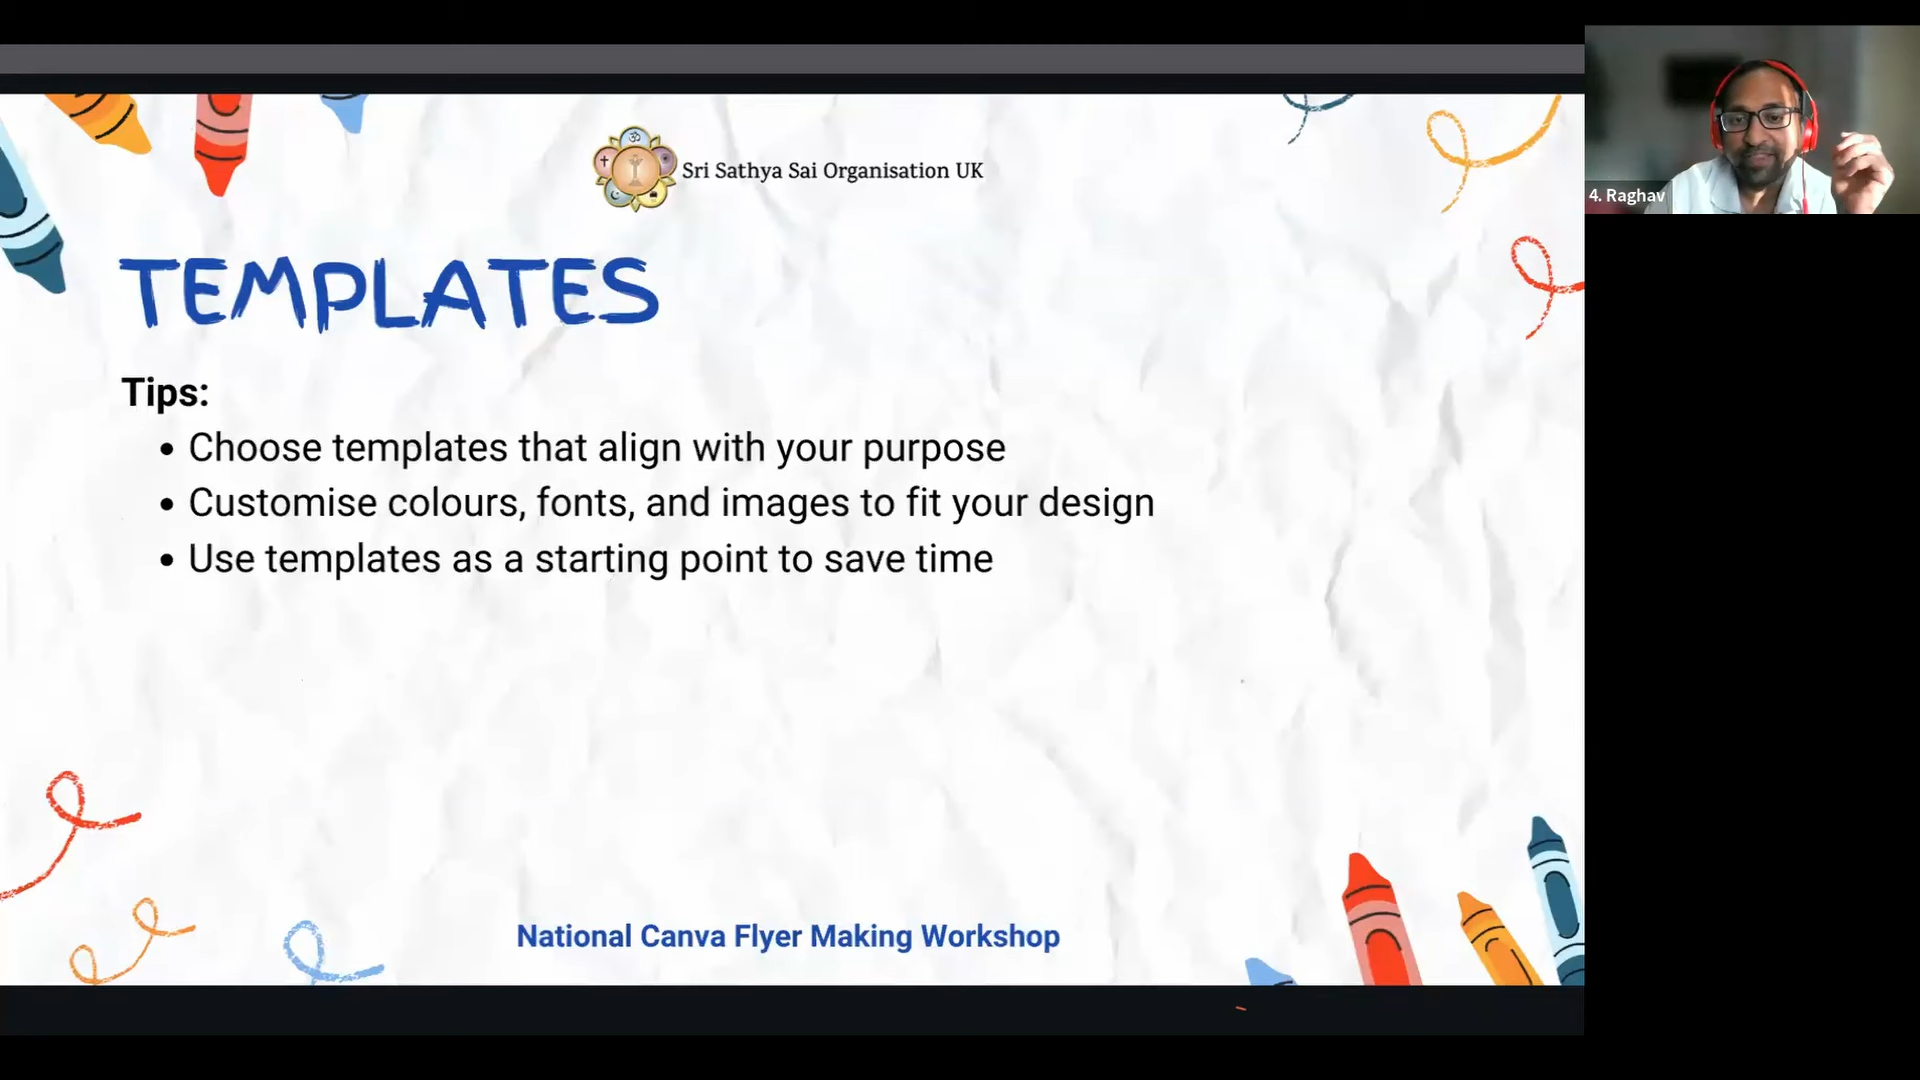 Sri Sathya Sai Organisation UK
4. Raghav
TEMPLATES
Tips:
• Choose templates that align with your purpose
• Customise colours, fonts, and images to fit your design
• Use templates as a starting point to save time
National Canva Flyer Making Workshop